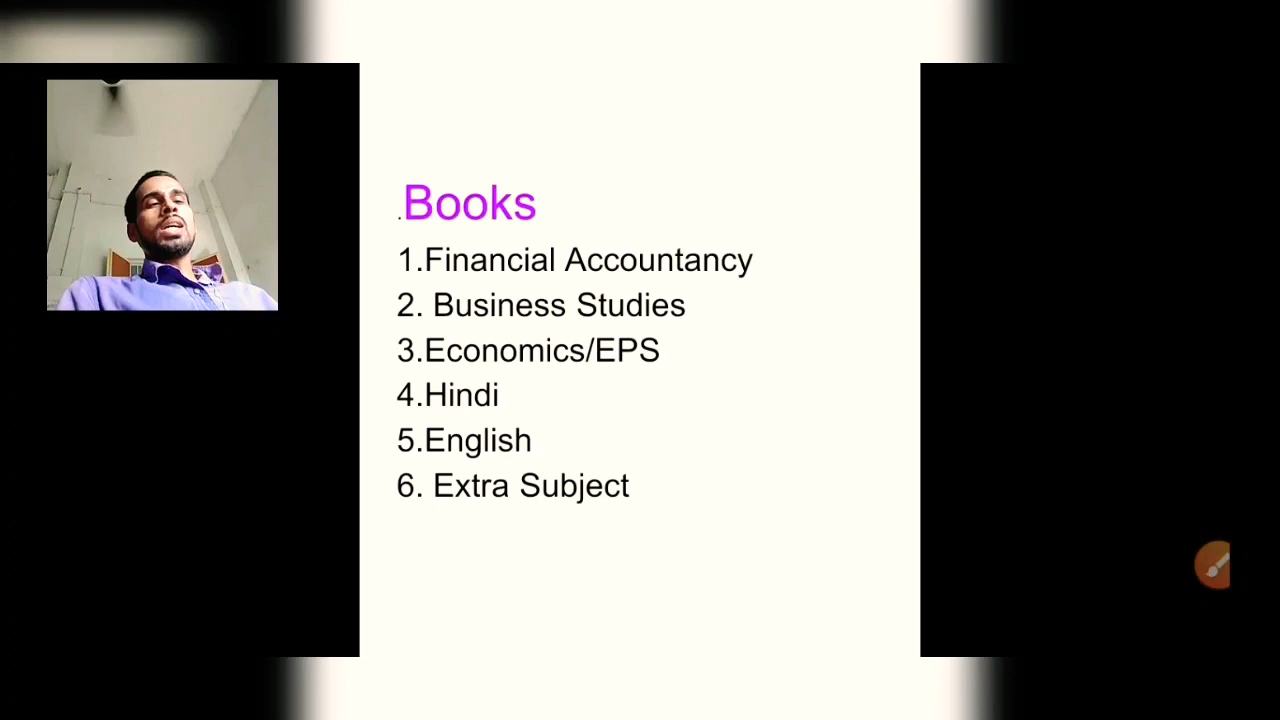 .Books
1.Financial Accountancy
2. Business Studies
3.Economics/EPS
4.Hindi
5.English
6. Extra Subject